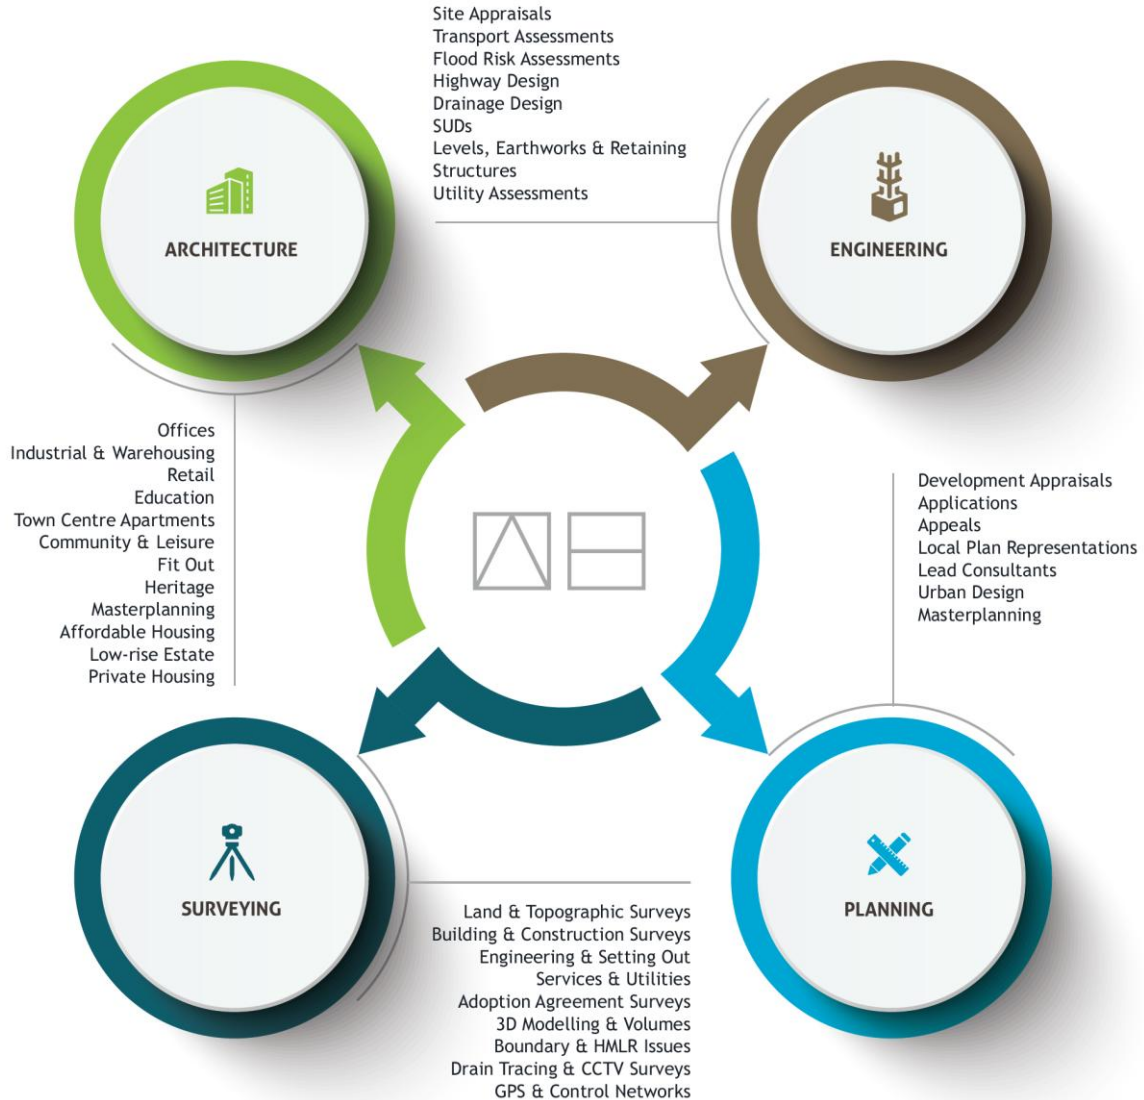 Site Appraisals
Transport Assessments
Flood Risk Assessments
Highway Design
Drainage Design
SUDs
Levels, Earthworks & Retaining
Structures
Utility Assessments
ARCHITECTURE
ENGINEERING
Offices
Industrial & Warehousing
Retail
Education
Town Centre Apartments
Community & Leisure
Fit Out
Heritage
Masterplanning
Affordable Housing
Low-rise Estate
Private Housing
Development Appraisals
Applications
Appeals
Local Plan Representations
Lead Consultants
Urban Design
Masterplanning
SURVEYING
PLANNING
Land & Topographic Surveys
Building & Construction Surveys
Engineering & Setting Out
Services & Utilities
Adoption Agreement Surveys
3D Modelling & Volumes
Boundary & HMLR Issues
Drain Tracing & CCTV Surveys
GPS & Control Networks